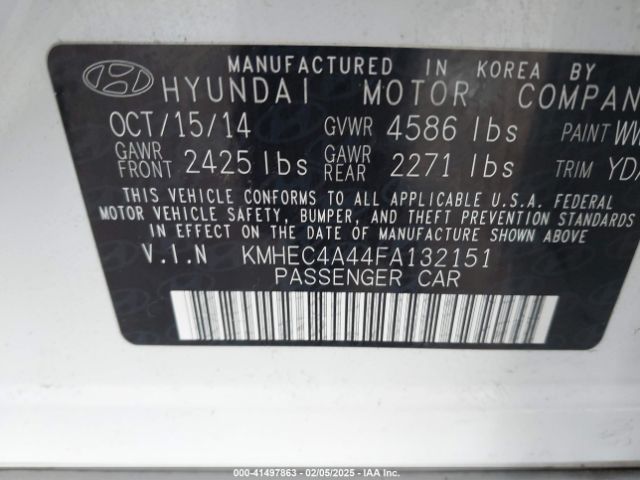 MANUFACTURED IN KOREA BY
HYUNDAI MOTOR COMPAN
OCT/15/14 GVWR 4586 lbs PAINT WW
GAWR FRONT 2425 lbs GAWR REAR 2271 lbs TRIM YDA
THIS VEHICLE CONFORMS TO ALL APPLICABLE U.S.A. FEDERAL
MOTOR VEHICLE SAFETY, BUMPER, AND THEFT PREVENTION STANDARDS
IN EFFECT ON THE DATE OF MANUFACTURE SHOWN ABOVE
V.I.N KMHEC4A44FA132151
PASSENGER CAR
000-41497863 | 02/05/2025 - IAA, Inc. Copyright